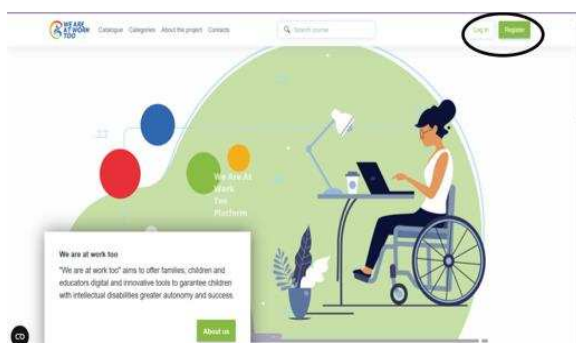 WE ARE
AT WORK
TOO
Catalogue Categories About the project Contacts
Search course
Log in
Register
We Are At
Work
Too
Platform
We are at work too
"We are at work too" aims to offer families, children and
educators digital and innovative tools to garantee children
with intellectual disabilities greater autonomy and success.
About us